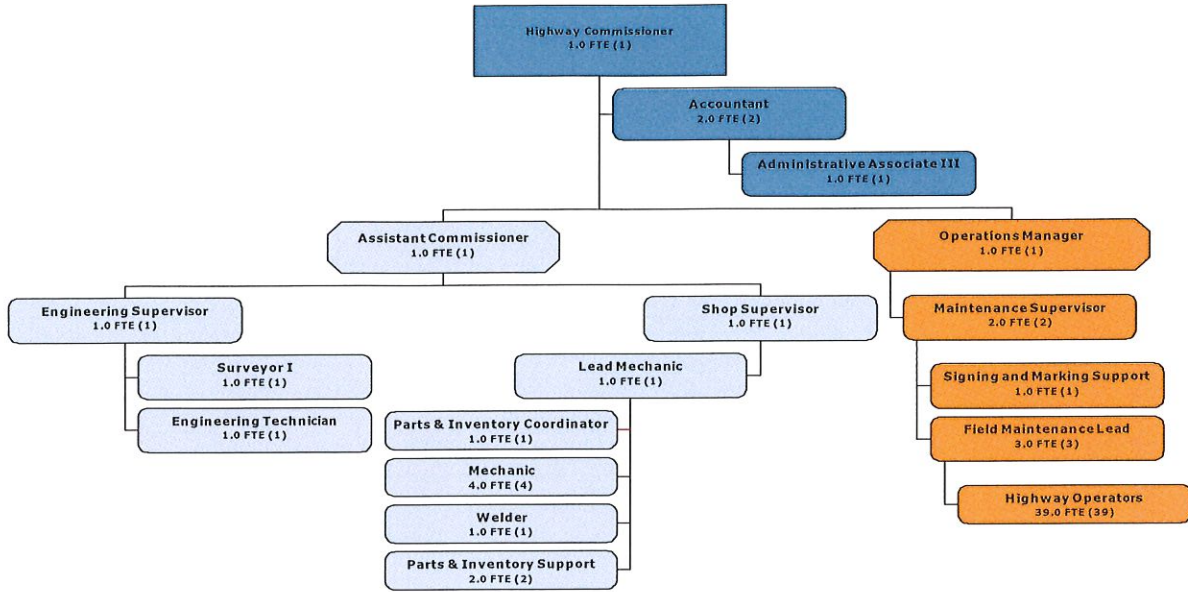 Highway Commissioner
1.0 FTE (1)
Accountant
2.0 FTE (2)
Administrative Associate III
1.0 FTE (1)
Assistant Commissioner
1.0 FTE (1)
Operations Manager
1.0 FTE (1)
Engineering Supervisor
1.0 FTE (1)
Surveyor I
1.0 FTE (1)
Engineering Technician
1.0 FTE (1)
Shop Supervisor
1.0 FTE (1)
Lead Mechanic
1.0 FTE (1)
Parts & Inventory Coordinator
1.0 FTE (1)
Mechanic
4.0 FTE (4)
Welder
1.0 FTE (1)
Parts & Inventory Support
2.0 FTE (2)
Maintenance Supervisor
2.0 FTE (2)
Signing and Marking Support
1.0 FTE (1)
Field Maintenance Lead
3.0 FTE (3)
Highway Operators
39.0 FTE (39)